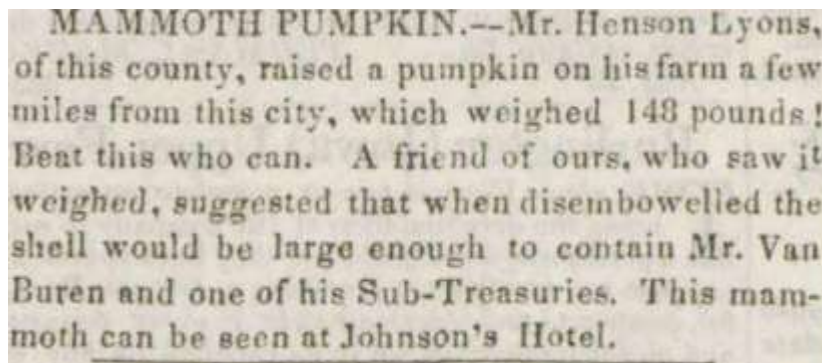 MAMMOTH PUMPKIN.--Mr. Henson Lyons,
of this county, raised a pumpkin on his farm a few
miles from this city, which weighed 148 pounds!
Beat this who can. A friend of ours, who saw it
weighed, suggested that when disembowelled the
shell would be large enough to contain Mr. Van
Buren and one of his Sub-Treasuries. This mam-
moth can be seen at Johnson's Hotel.